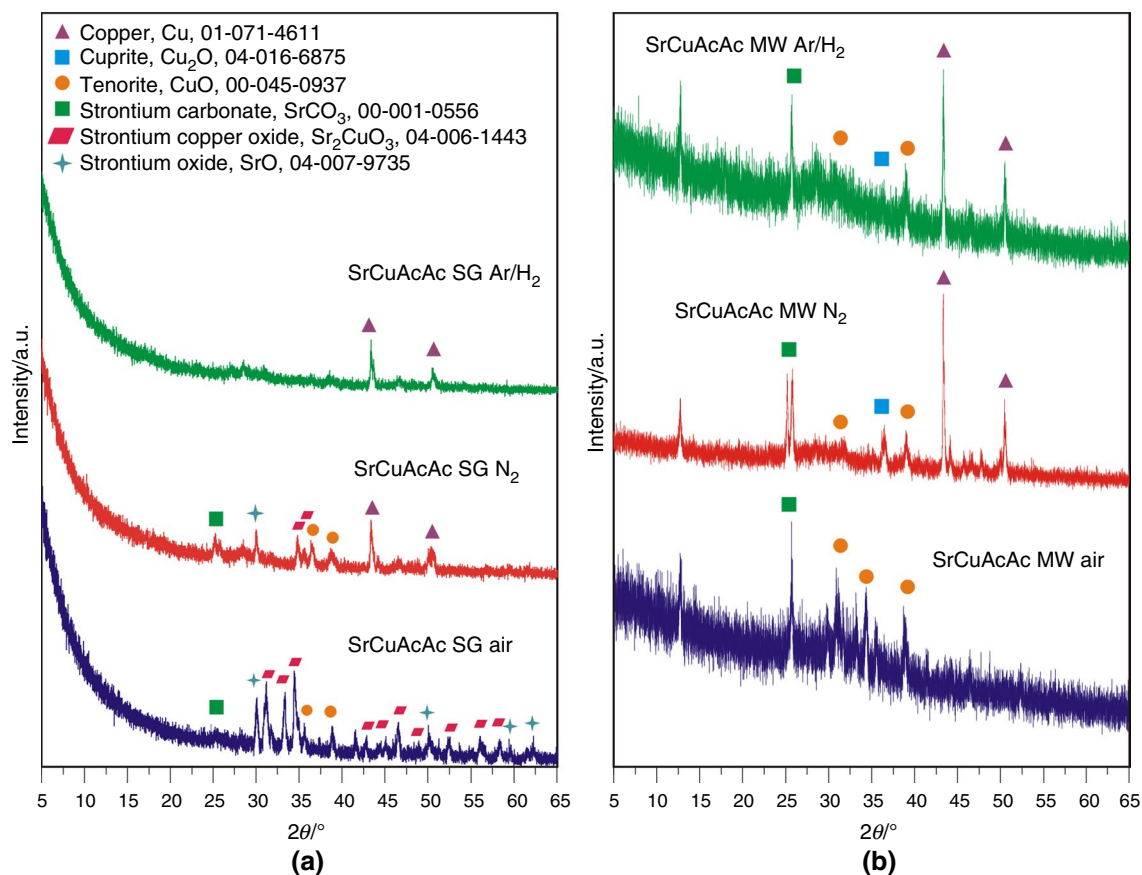 Copper, Cu, 01-071-4611
Cuprite, Cu₂O, 04-016-6875
Tenorite, CuO, 00-045-0937
Strontium carbonate, SrCO₃, 00-001-0556
Strontium copper oxide, Sr₂CuO₃, 04-006-1443
Strontium oxide, SrO, 04-007-9735
SrCuAcAc SG Ar/H₂
SrCuAcAc SG N₂
SrCuAcAc SG air
Intensity/a.u.
5 10 15 20 25 30 35 40 45 50 55 60 65
2θ/°
(a)
SrCuAcAc MW Ar/H₂
SrCuAcAc MW N₂
SrCuAcAc MW air
Intensity/a.u.
5 10 15 20 25 30 35 40 45 50 55 60 65
2θ/°
(b)